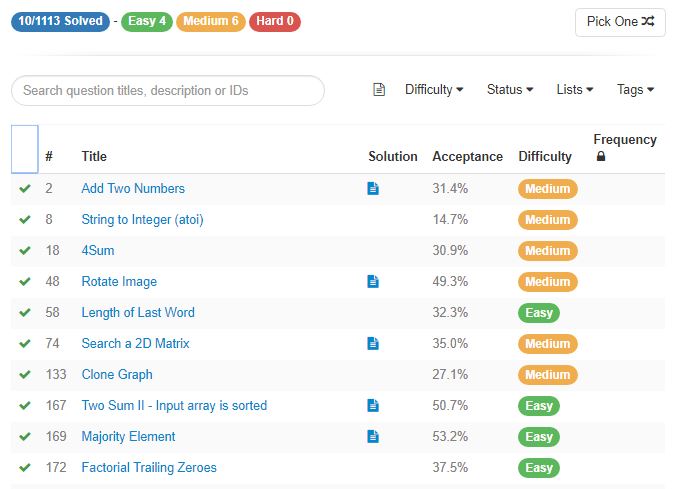 10/1113 Solved - Easy 4 Medium 6 Hard 0 Pick One
Search question titles, description or IDs Difficulty Status Lists Tags
# Title Solution Acceptance Difficulty Frequency
2 Add Two Numbers 31.4% Medium
8 String to Integer (atoi) 14.7% Medium
18 4Sum 30.9% Medium
48 Rotate Image 49.3% Medium
58 Length of Last Word 32.3% Easy
74 Search a 2D Matrix 35.0% Medium
133 Clone Graph 27.1% Medium
167 Two Sum II - Input array is sorted 50.7% Easy
169 Majority Element 53.2% Easy
172 Factorial Trailing Zeroes 37.5% Easy